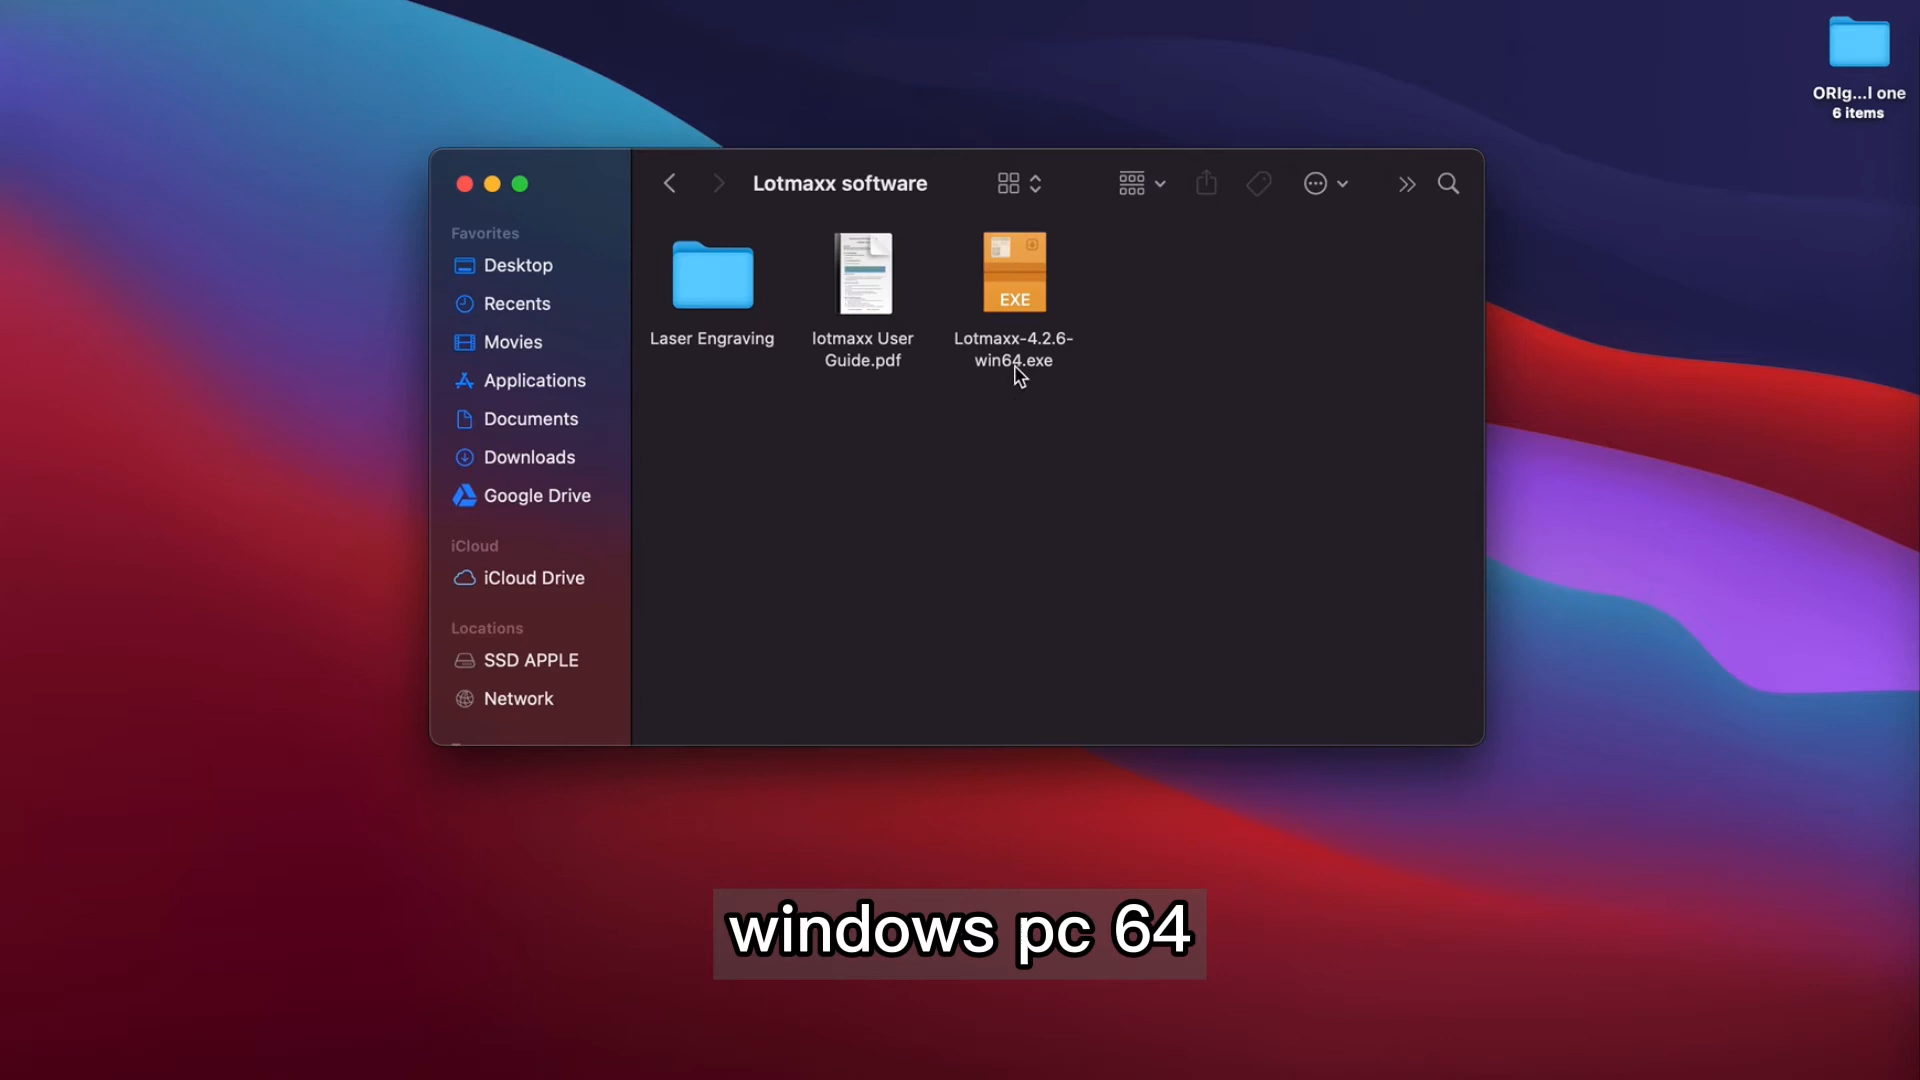 ORIg...l one
6 items
Lotmaxx software
Favorites
Desktop
Recents
Movies
Applications
Documents
Downloads
Google Drive
iCloud
iCloud Drive
Locations
SSD APPLE
Network
Laser Engraving
lotmaxx User
Guide.pdf
EXE
Lotmaxx-4.2.6-
win64.exe
windows pc 64